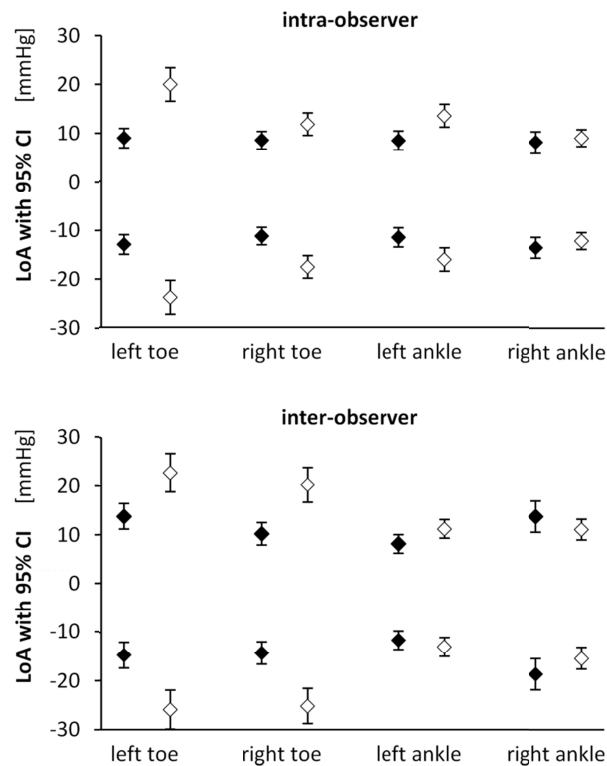 intra-observer
LoA with 95% CI [mmHg]
30
20
10
0
-10
-20
-30
left toe right toe left ankle right ankle
inter-observer
LoA with 95% CI [mmHg]
30
20
10
0
-10
-20
-30
left toe right toe left ankle right ankle